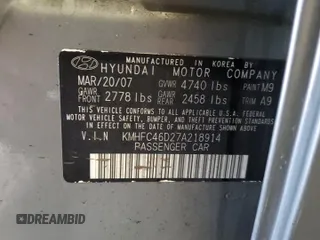 MANUFACTURED IN KOREA BY
HYUNDAI MOTOR COMPANY
MAR/20/07 GVWR 4740 lbs PAINT M9
GAWR FRONT 2778 lbs GAWR REAR 2458 lbs TRIM A9
THIS VEHICLE CONFORMS TO ALL APPLICABLE
U.S.A. FEDERAL MOTOR VEHICLE SAFETY, BUMPER,
AND THEFT PREVENTION STANDARDS IN EFFECT ON
THE DATE OF MANUFACTURE SHOWN ABOVE.
V.I.N KMHFC46D27A218914
PASSENGER CAR